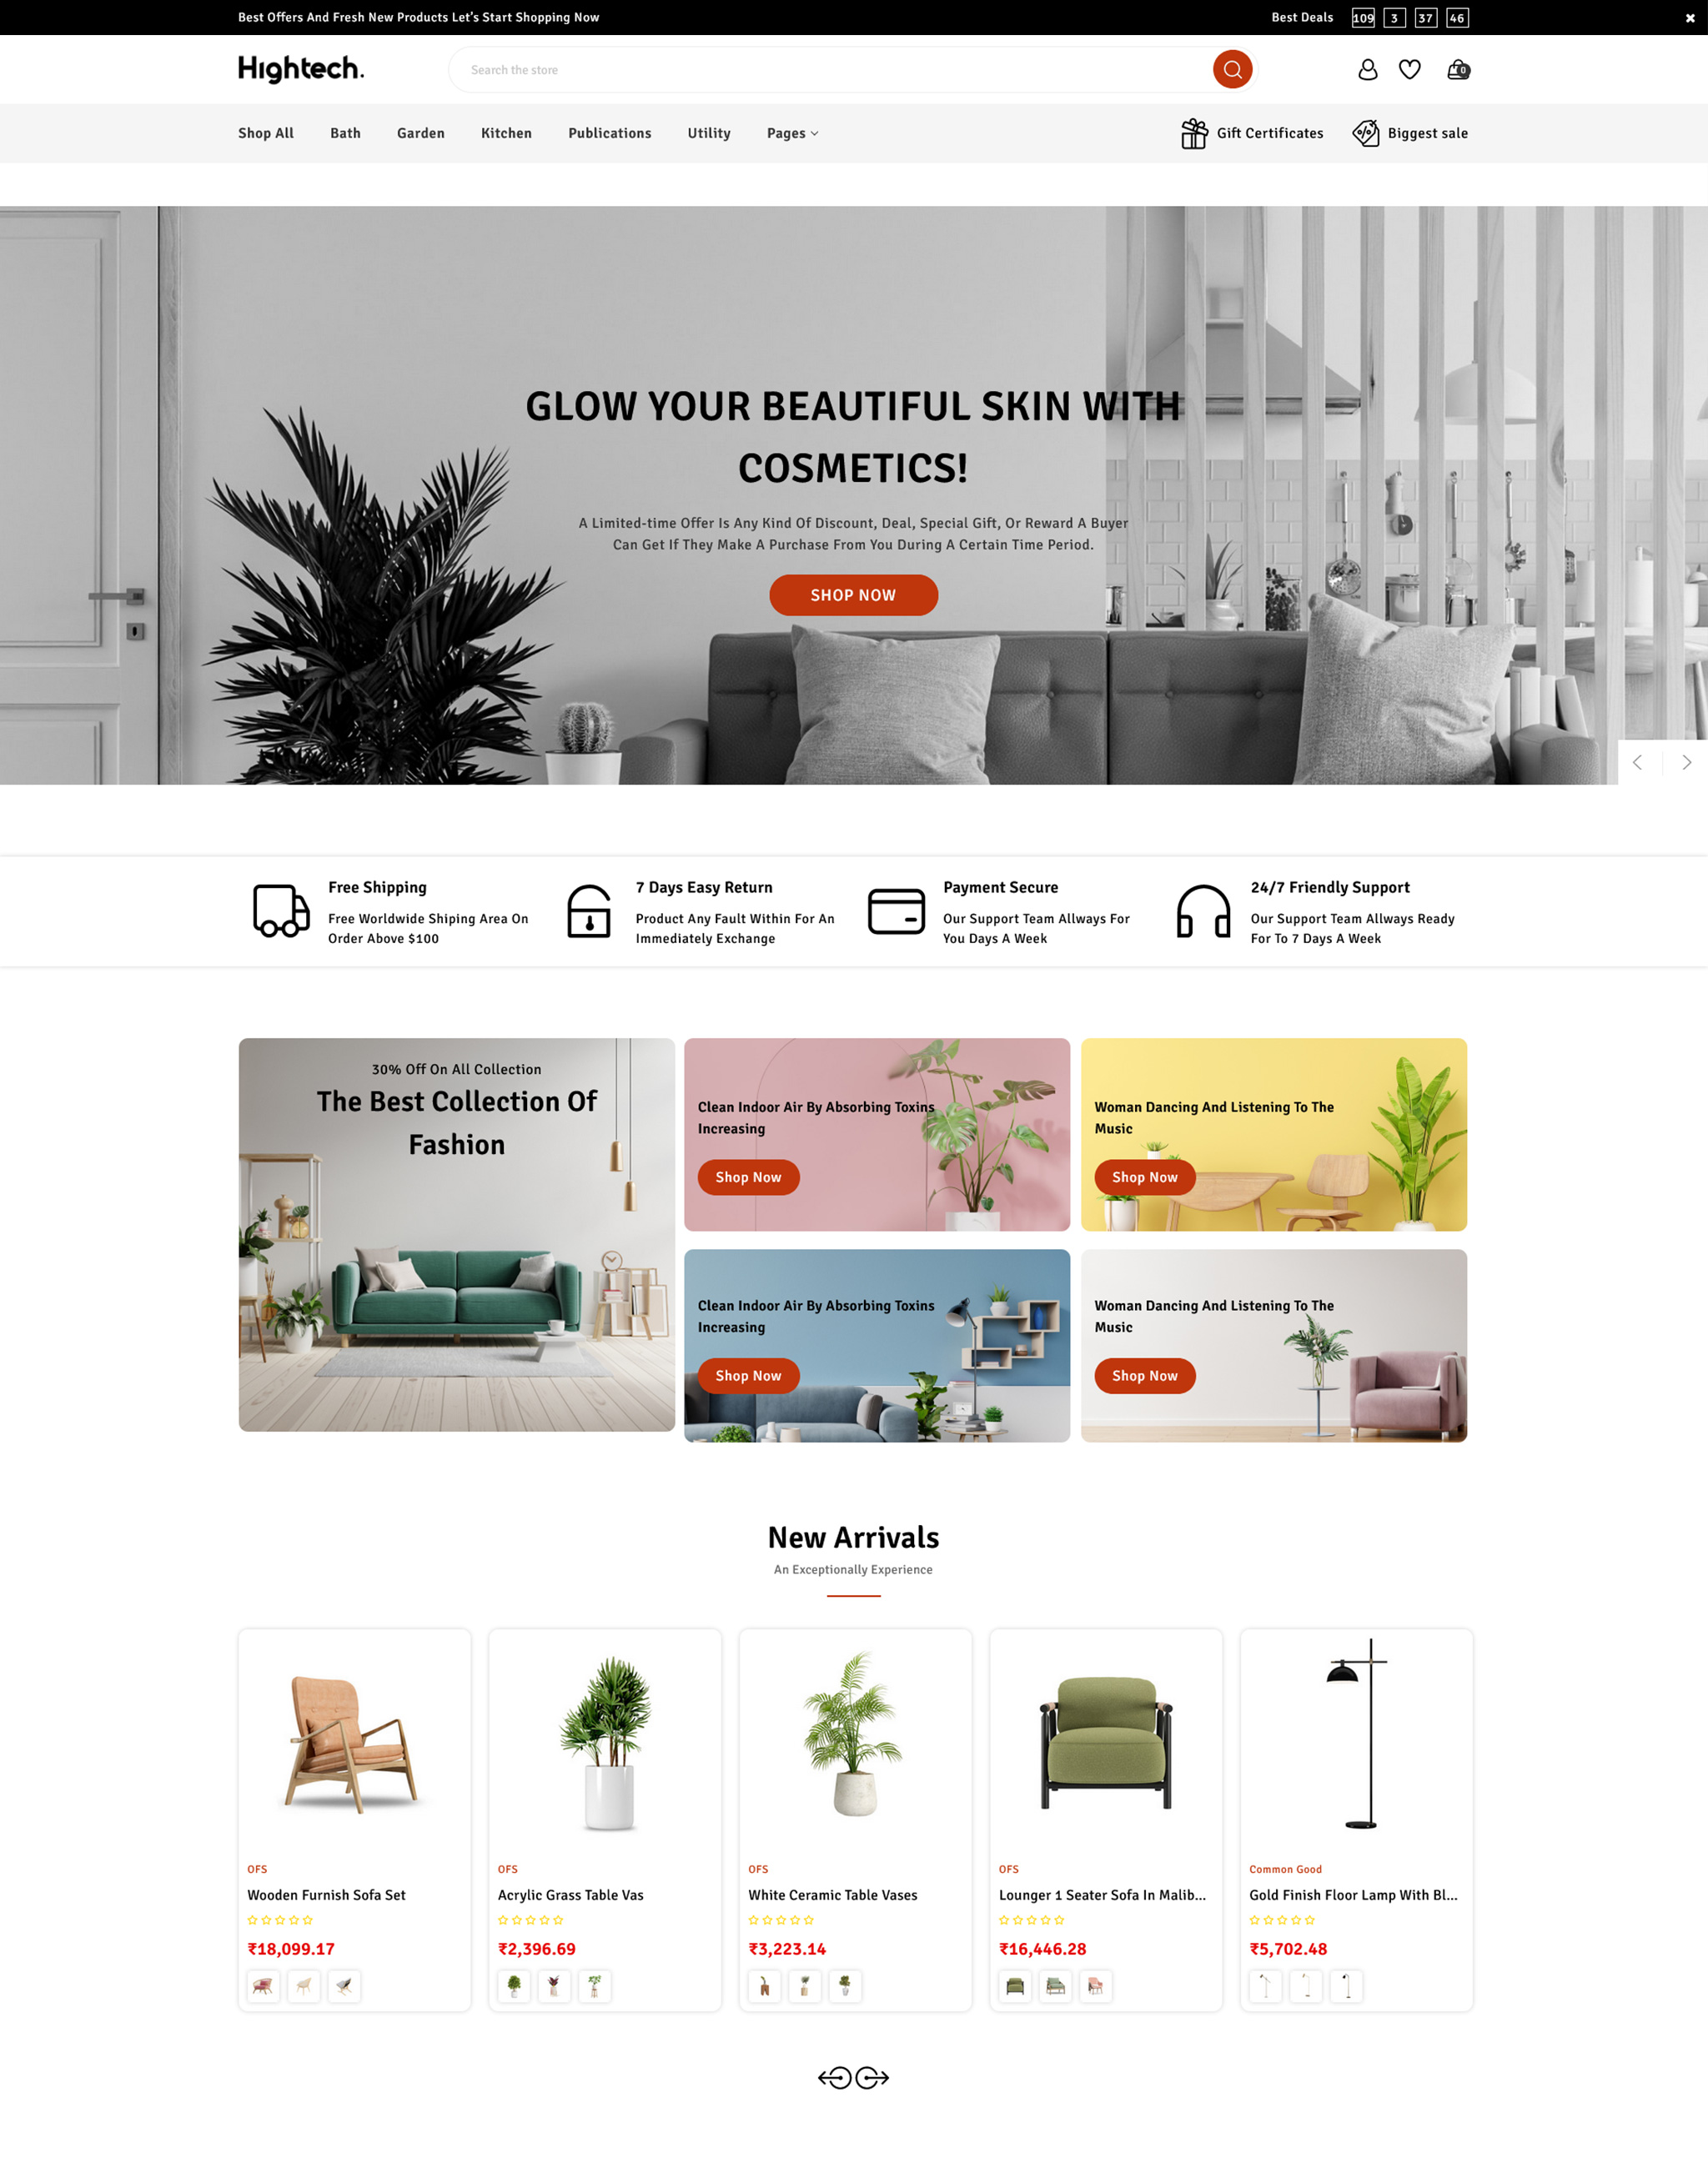 Best Offers And Fresh New Products Let's Start Shopping Now
Best Deals 109 3 37 46
Hightech.
Search the store
0
Shop All Bath Garden Kitchen Publications Utility Pages
Gift Certificates Biggest sale
GLOW YOUR BEAUTIFUL SKIN WITH
COSMETICS!
A Limited-time Offer Is Any Kind Of Discount, Deal, Special Gift, Or Reward A Buyer
Can Get If They Make A Purchase From You During A Certain Time Period.
SHOP NOW
Free Shipping
Free Worldwide Shiping Area On
Order Above $100
7 Days Easy Return
Product Any Fault Within For An
Immediately Exchange
Payment Secure
Our Support Team Allways For
You Days A Week
24/7 Friendly Support
Our Support Team Allways Ready
For To 7 Days A Week
30% Off On All Collection
The Best Collection Of
Fashion
Clean Indoor Air By Absorbing Toxins
Increasing
Shop Now
Woman Dancing And Listening To The
Music
Shop Now
Clean Indoor Air By Absorbing Toxins
Increasing
Shop Now
Woman Dancing And Listening To The
Music
Shop Now
New Arrivals
An Exceptionally Experience
OFS
Wooden Furnish Sofa Set
₹18,099.17
OFS
Acrylic Grass Table Vas
₹2,396.69
OFS
White Ceramic Table Vases
₹3,223.14
OFS
Lounger 1 Seater Sofa In Malib...
₹16,446.28
Common Good
Gold Finish Floor Lamp With Bl...
₹5,702.48